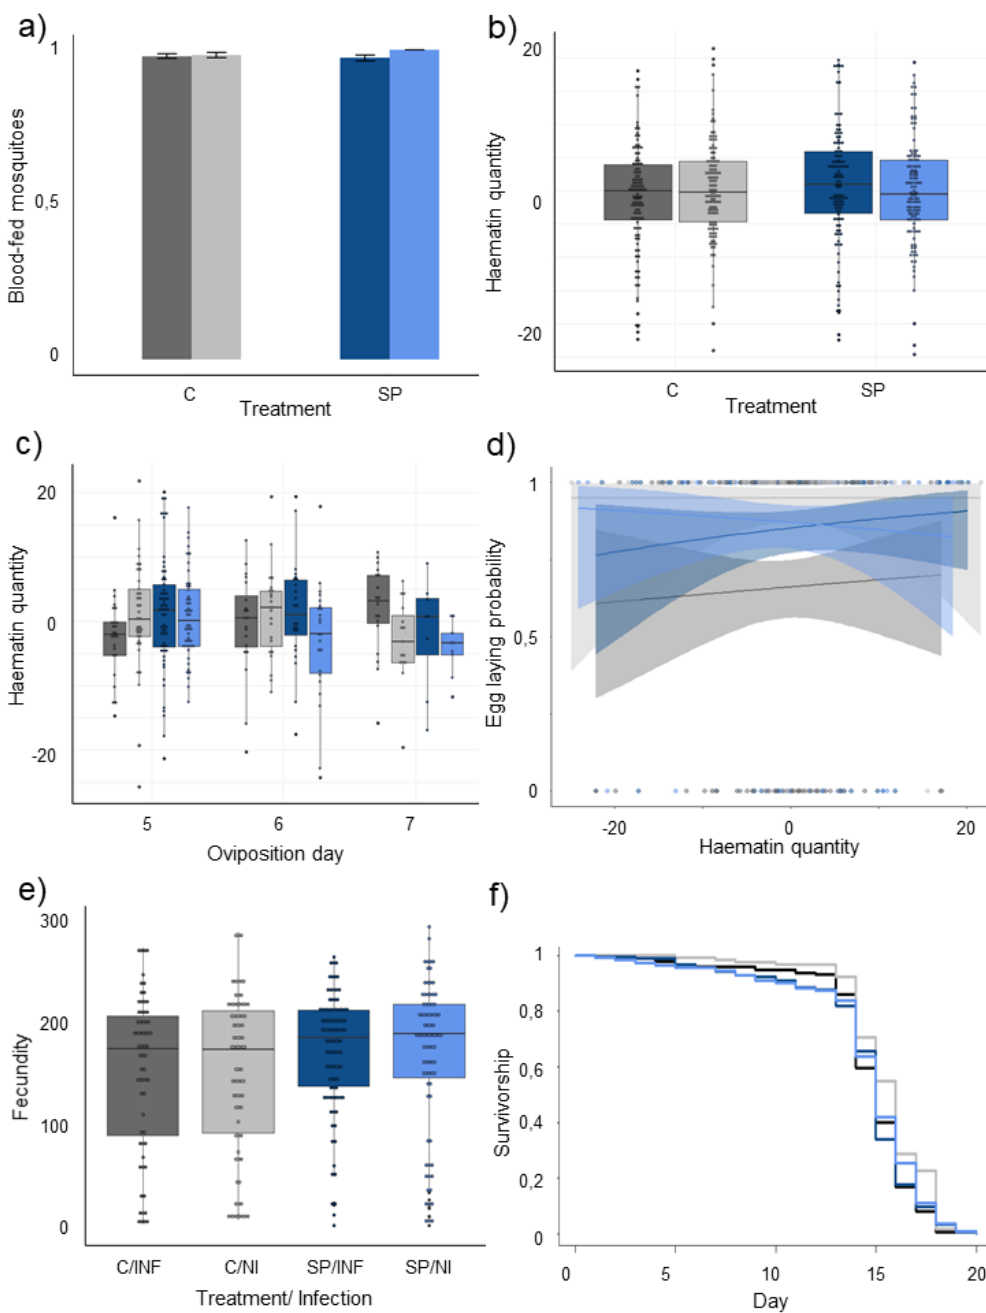 a)
Blood-fed mosquitoes
1
0,5
0
C
SP
Treatment
b)
Haematin quantity
20
0
-20
C
SP
Treatment
c)
Haematin quantity
20
0
-20
5
6
7
Oviposition day
d)
Egg laying probability
1
0,5
0
-20
0
20
Haematin quantity
e)
Fecundity
300
200
100
0
C/INF
C/NI
SP/INF
SP/NI
Treatment/ Infection
f)
Survivorship
1
0,8
0,6
0,4
0,2
0
0
5
10
15
20
Day